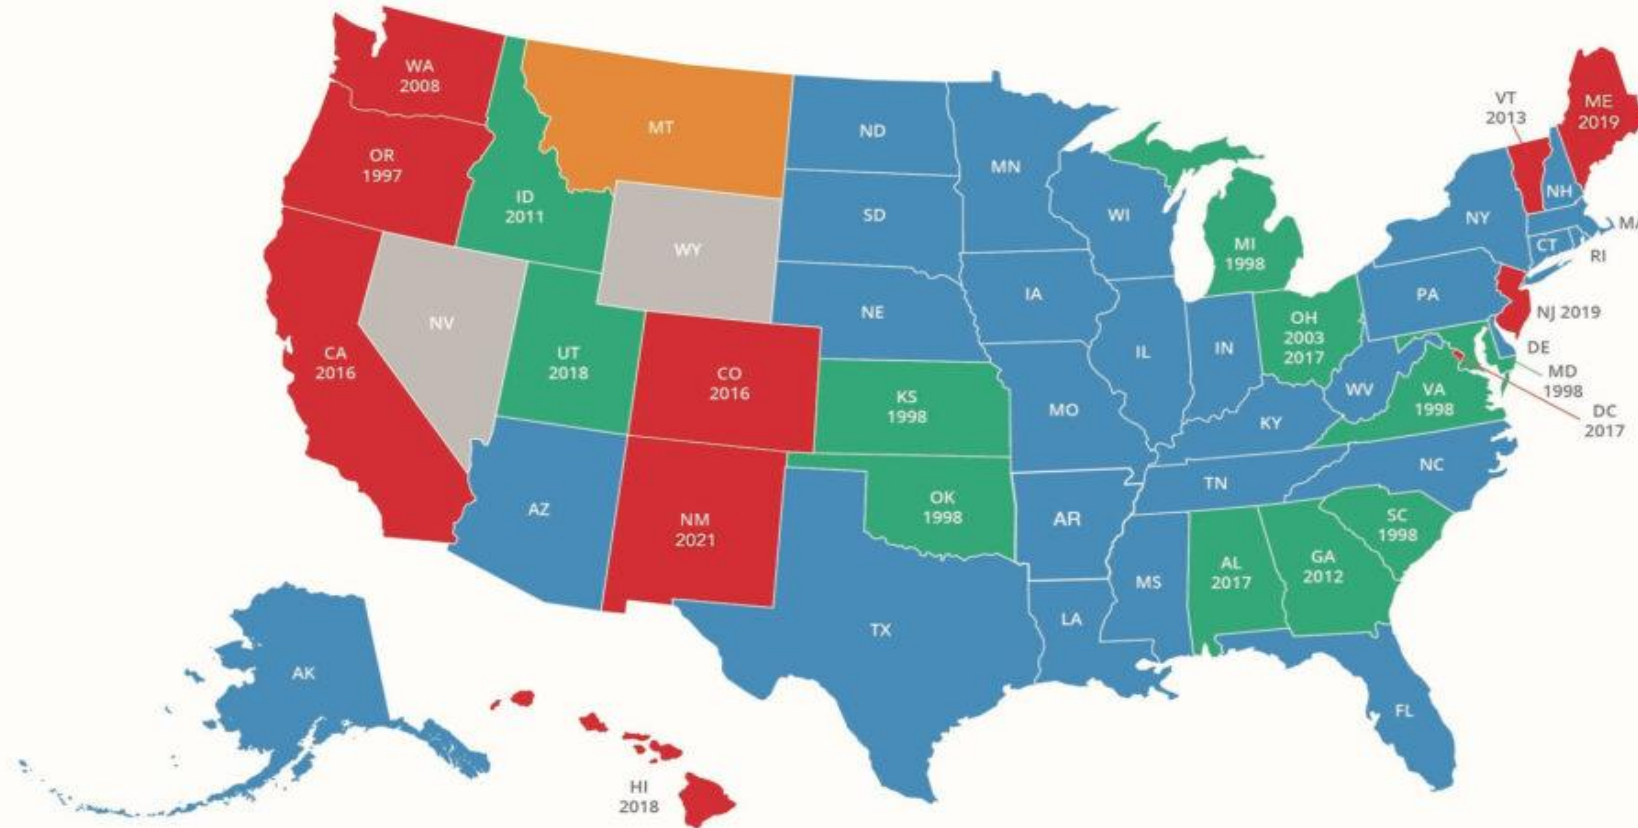 WA
2008
OR
1997
CA
2016
NV
ID
2011
MT
WY
UT
2018
CO
2016
AZ
NM
2021
ND
SD
NE
KS
1998
OK
1998
TX
MN
IA
MO
AR
LA
WI
IL
MI
1998
IN
OH
2003
2017
KY
TN
MS
AL
2017
GA
2012
FL
SC
1998
NC
VA
1998
WV
PA
NY
VT
2013
NH
ME
2019
MA
CT
RI
NJ 2019
DE
MD
1998
DC
2017
AK
HI
2018